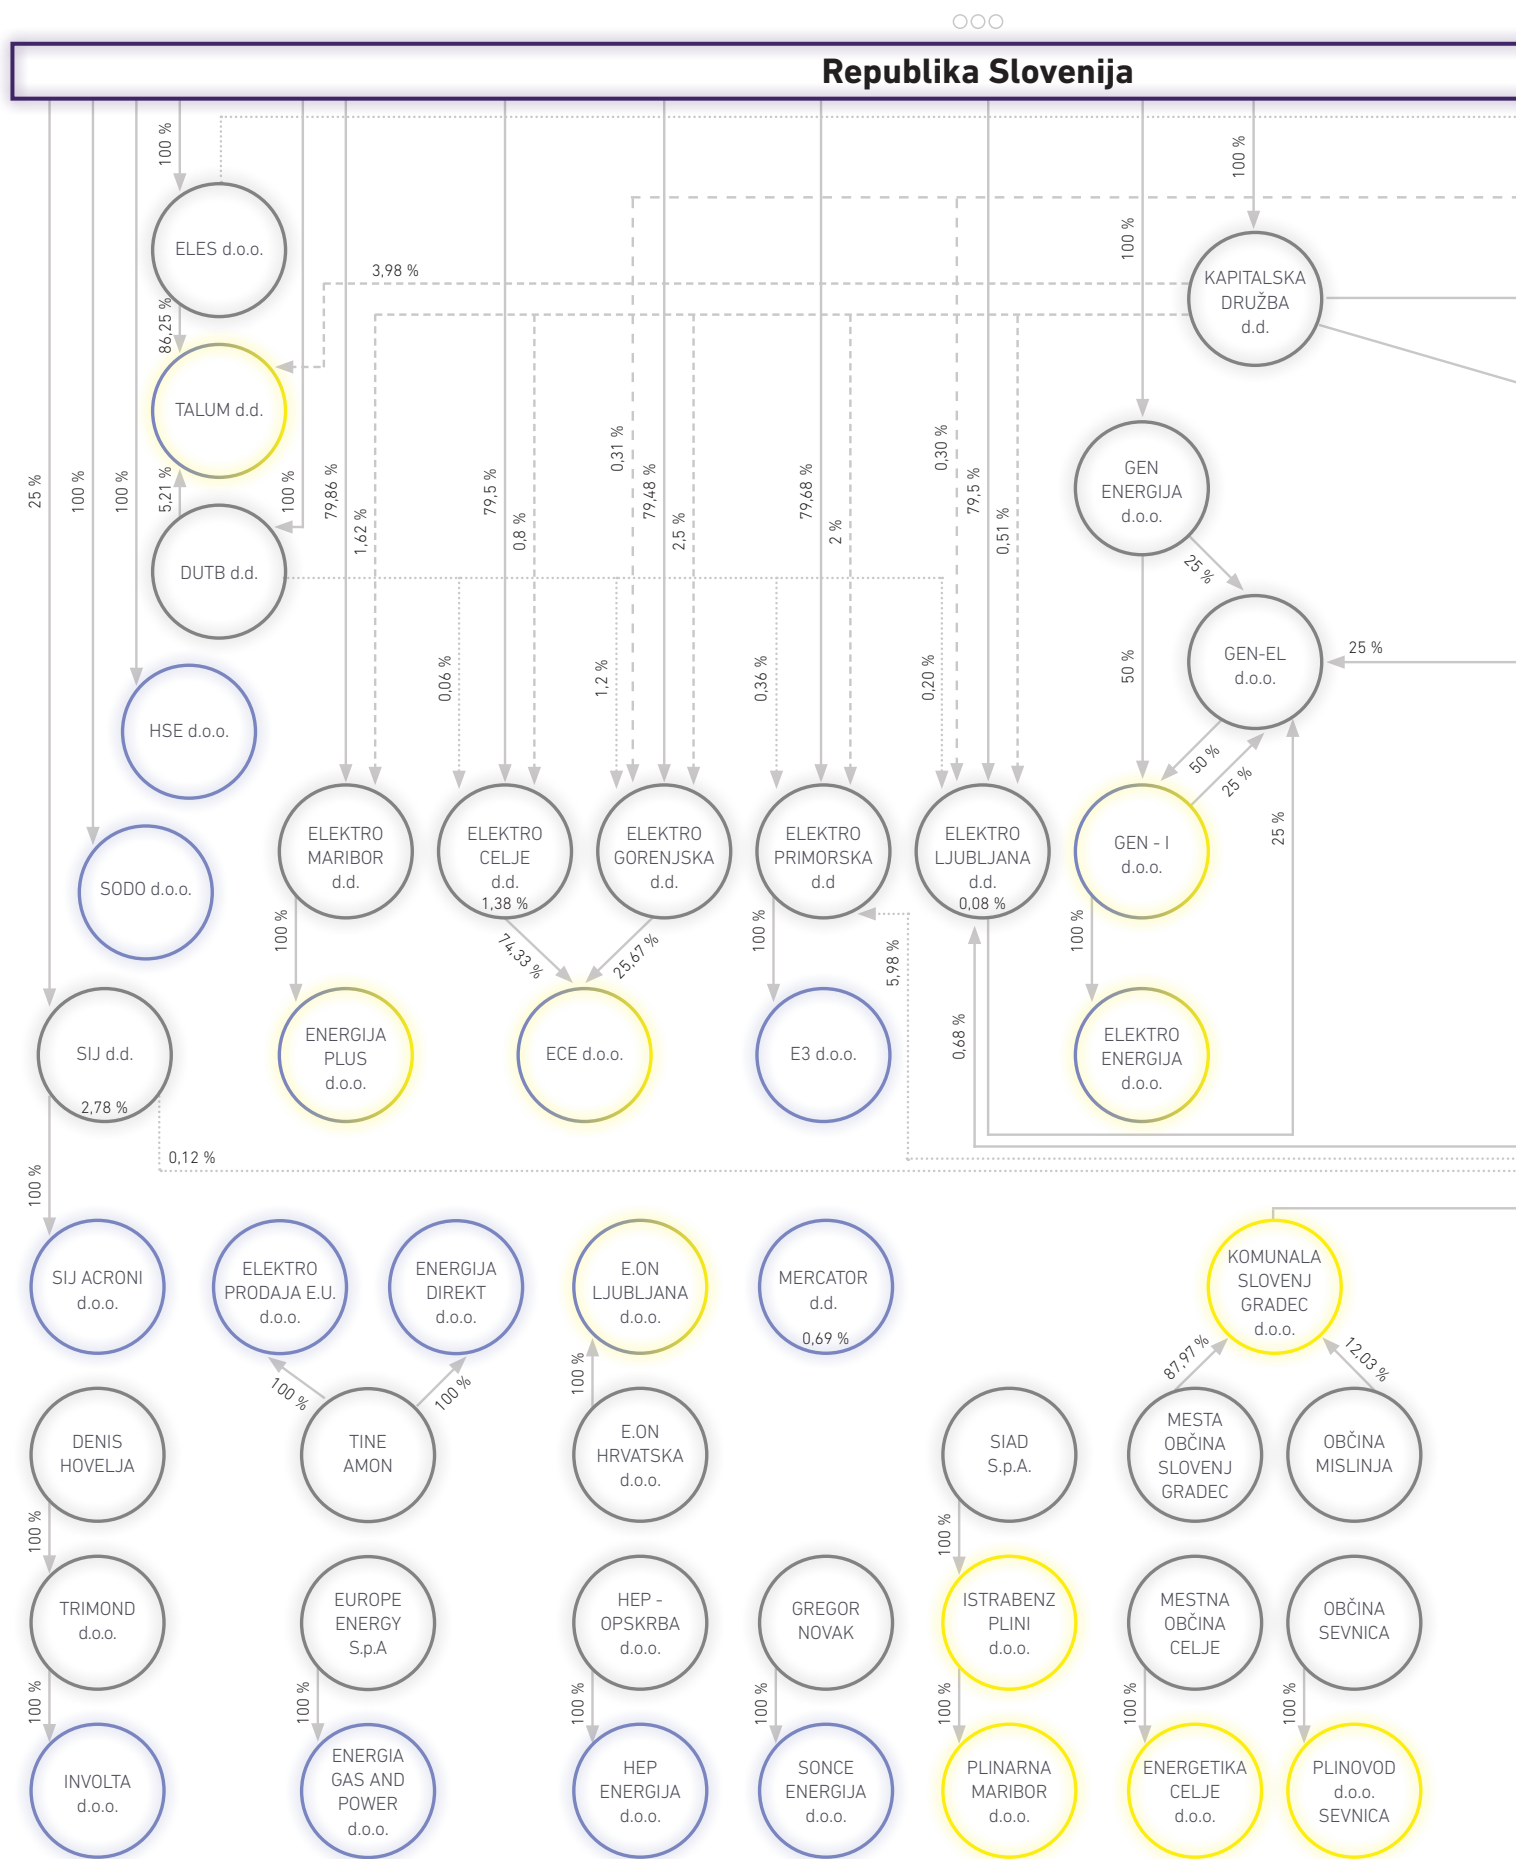 Republika Slovenija
100 %
100 %
100 %
ELES d.o.o.
3,98 %
KAPITALSKA
DRUŽBA
d.d.
86,25 %
TALUM d.d.
25 %
100 %
100 %
5,21 %
100 %
79,86 %
1,62 %
79,5 %
0,8 %
0,31 %
79,48 %
2,5 %
79,68 %
2 %
0,30 %
79,5 %
0,51 %
GEN
ENERGIJA
d.o.o.
25 %
DUTB d.d.
0,06 %
1,2 %
0,36 %
0,20 %
50 %
GEN-EL
d.o.o.
25 %
HSE d.o.o.
50 %
25 %
25 %
ELEKTRO
MARIBOR
d.d.
ELEKTRO
CELJE
d.d.
1,38 %
ELEKTRO
GORENJSKA
d.d.
ELEKTRO
PRIMORSKA
d.d
ELEKTRO
LJUBLJANA
d.d.
0,08 %
GEN - I
d.o.o.
SODO d.o.o.
100 %
74,33 %
25,67 %
100 %
5,98 %
0,68 %
100 %
SIJ d.d.
2,78 %
ENERGIJA
PLUS
d.o.o.
ECE d.o.o.
E3 d.o.o.
ELEKTRO
ENERGIJA
d.o.o.
0,12 %
100 %
SIJ ACRONI
d.o.o.
ELEKTRO
PRODAJA E.U.
d.o.o.
ENERGIJA
DIREKT
d.o.o.
E.ON
LJUBLJANA
d.o.o.
MERCATOR
d.d.
0,69 %
KOMUNALA
SLOVENJ
GRADEC
d.o.o.
100 %
100 %
100 %
87,97 %
12,03 %
DENIS
HOVELJA
TINE
AMON
E.ON
HRVATSKA
d.o.o.
SIAD
S.p.A.
MESTA
OBČINA
SLOVENJ
GRADEC
OBČINA
MISLINJA
100 %
100 %
TRIMOND
d.o.o.
EUROPE
ENERGY
S.p.A
HEP -
OPSKRBA
d.o.o.
GREGOR
NOVAK
ISTRABENZ
PLINI
d.o.o.
MESTNA
OBČINA
CELJE
OBČINA
SEVNICA
100 %
100 %
100 %
100 %
100 %
100 %
100 %
INVOLTA
d.o.o.
ENERGIA
GAS AND
POWER
d.o.o.
HEP
ENERGIJA
d.o.o.
SONCE
ENERGIJA
d.o.o.
PLINARNA
MARIBOR
d.o.o.
ENERGETIKA
CELJE
d.o.o.
PLINOVOD
d.o.o.
SEVNICA